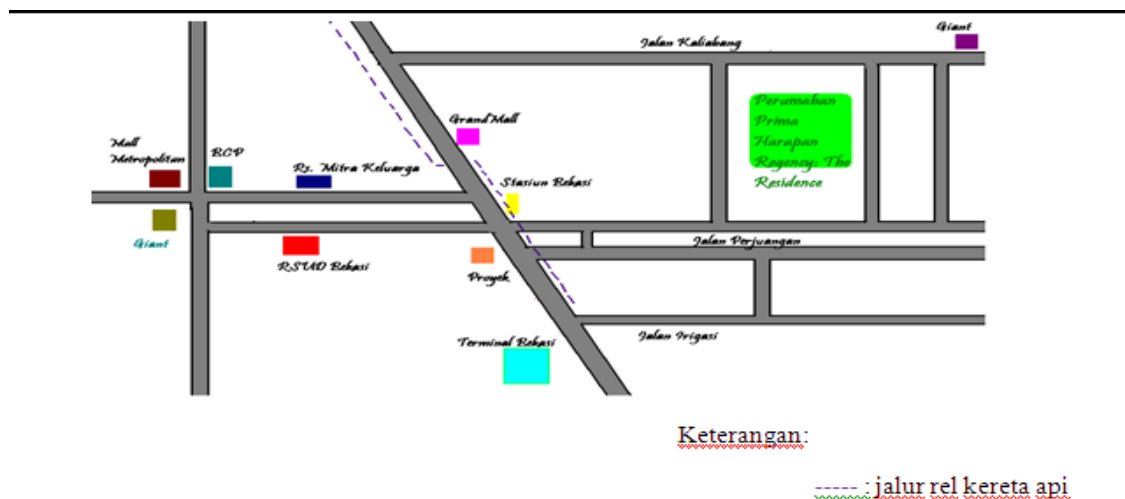 Giant
Jalan Kaliabang
Perumahan
Prima
Harapan
Regency: The
Residence
Grand Mall
Mall
Metropolitan
BCP
Rs. Mitra Keluarga
Stasiun Bekasi
Giant
RSUD Bekasi
Proyek
Jalan Perjuangan
Jalan Irigasi
Terminal Bekasi
Keterangan:
----- : jalur rel kereta api